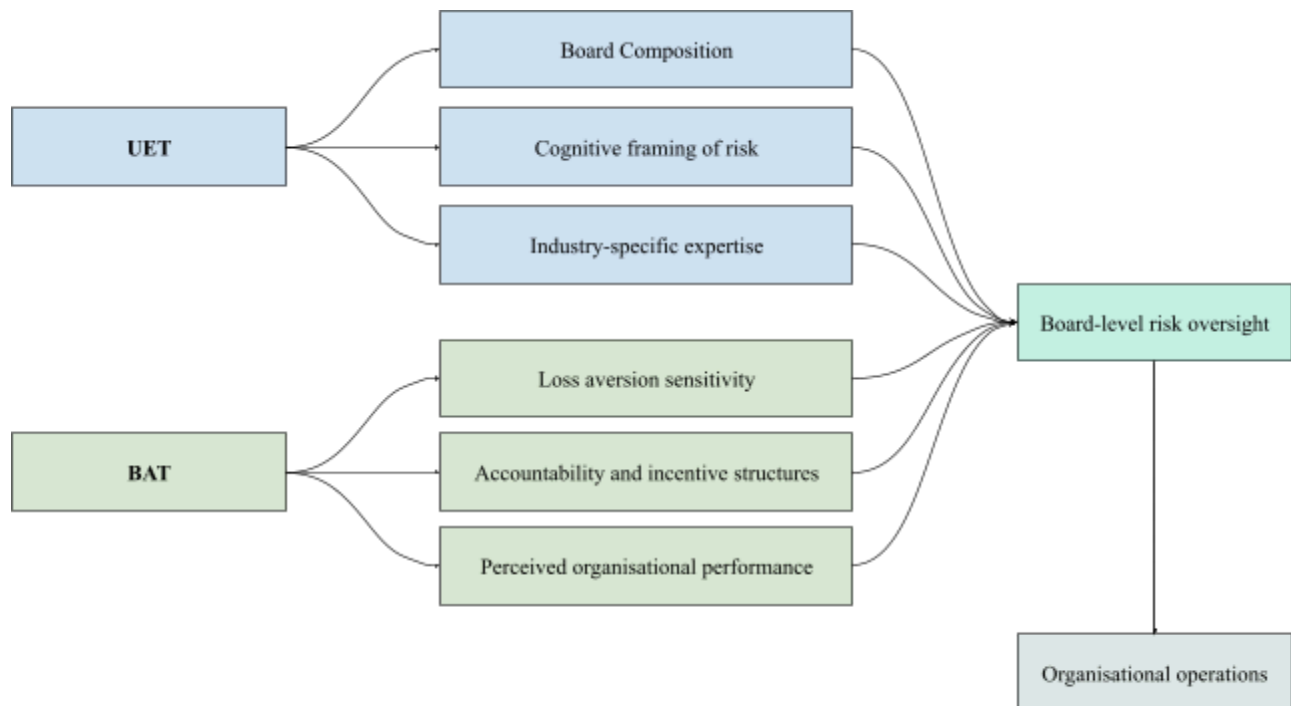 UET
Board Composition
Cognitive framing of risk
Industry-specific expertise
BAT
Loss aversion sensitivity
Accountability and incentive structures
Perceived organisational performance
Board-level risk oversight
Organisational operations